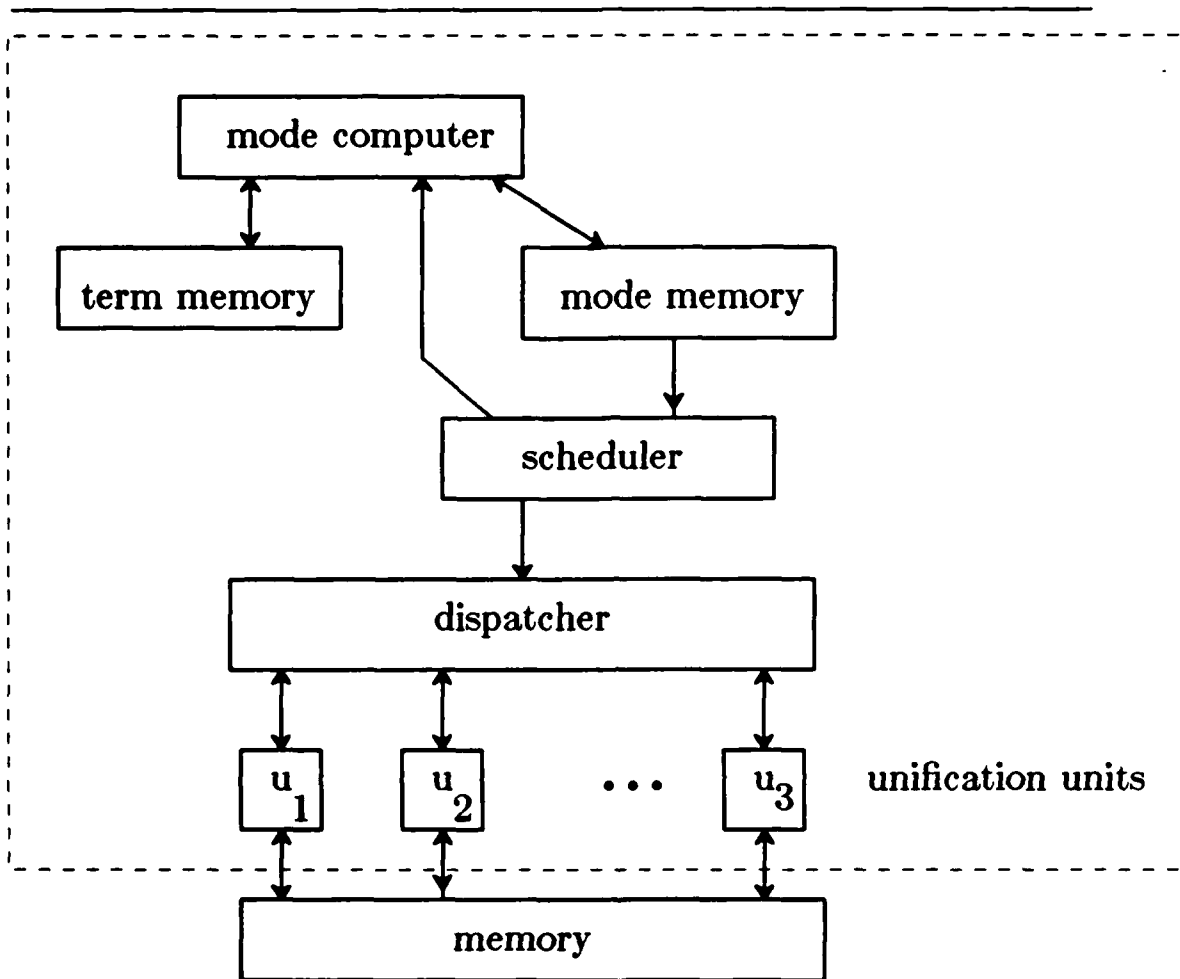 mode computer
term memory
mode memory
scheduler
dispatcher
u1 u2 ... u3 unification units
memory